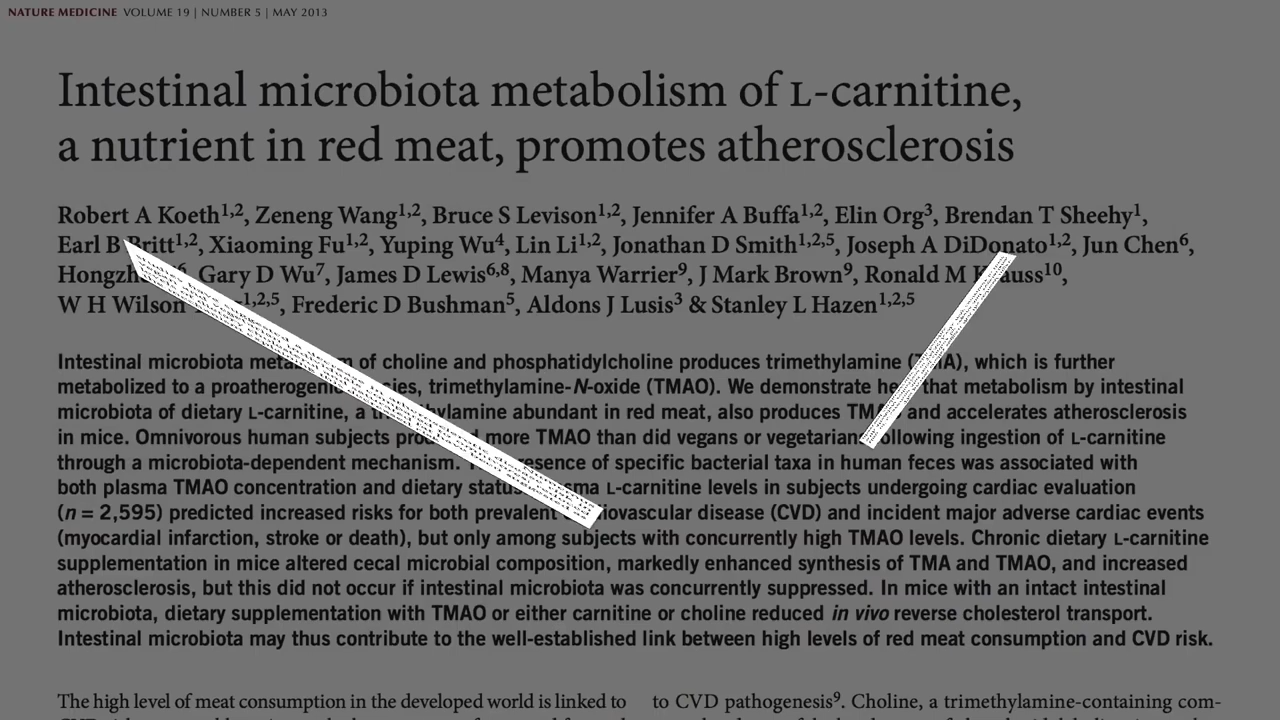 NATURE MEDICINE VOLUME 19 | NUMBER 5 | MAY 2013
Intestinal microbiota metabolism of L-carnitine,
a nutrient in red meat, promotes atherosclerosis
Robert A Koeth1,2, Zeneng Wang1,2, Bruce S Levison1,2, Jennifer A Buffa1,2, Elin Org3, Brendan T Sheehy1,
Earl B Britt1,2, Xiaoming Fu1,2, Yuping Wu4, Lin Li1,2, Jonathan D Smith1,2,5, Joseph A DiDonato1,2, Jun Chen6,
Gary D Wu7, James D Lewis6,8, Manya Warrier9, J Mark Brown9, Ronald M Krauss10,
W H Wilson 1,2,5, Frederic D Bushman5, Aldons J Lusis3 & Stanley L Hazen1,2,5
Intestinal microbiota metabolism of choline and phosphatidylcholine produces trimethylamine (TMA), which is further
metabolized to a proatherogenic species, trimethylamine-N-oxide (TMAO). We demonstrate here that metabolism by intestinal
microbiota of dietary L-carnitine, a trimethylamine abundant in red meat, also produces TMAO and accelerates atherosclerosis
in mice. Omnivorous human subjects produced more TMAO than did vegans or vegetarians following ingestion of L-carnitine
through a microbiota-dependent mechanism. The presence of specific bacterial taxa in human feces was associated with
both plasma TMAO concentration and dietary status. Plasma L-carnitine levels in subjects undergoing cardiac evaluation
(n = 2,595) predicted increased risks for both prevalent cardiovascular disease (CVD) and incident major adverse cardiac events
(myocardial infarction, stroke or death), but only among subjects with concurrently high TMAO levels. Chronic dietary L-carnitine
supplementation in mice altered cecal microbial composition, markedly enhanced synthesis of TMA and TMAO, and increased
atherosclerosis, but this did not occur if intestinal microbiota was concurrently suppressed. In mice with an intact intestinal
microbiota, dietary supplementation with TMAO or either carnitine or choline reduced in vivo reverse cholesterol transport.
Intestinal microbiota may thus contribute to the well-established link between high levels of red meat consumption and CVD risk.
The high level of meat consumption in the developed world is linked to
to CVD pathogenesis9. Choline, a trimethylamine-containing com-